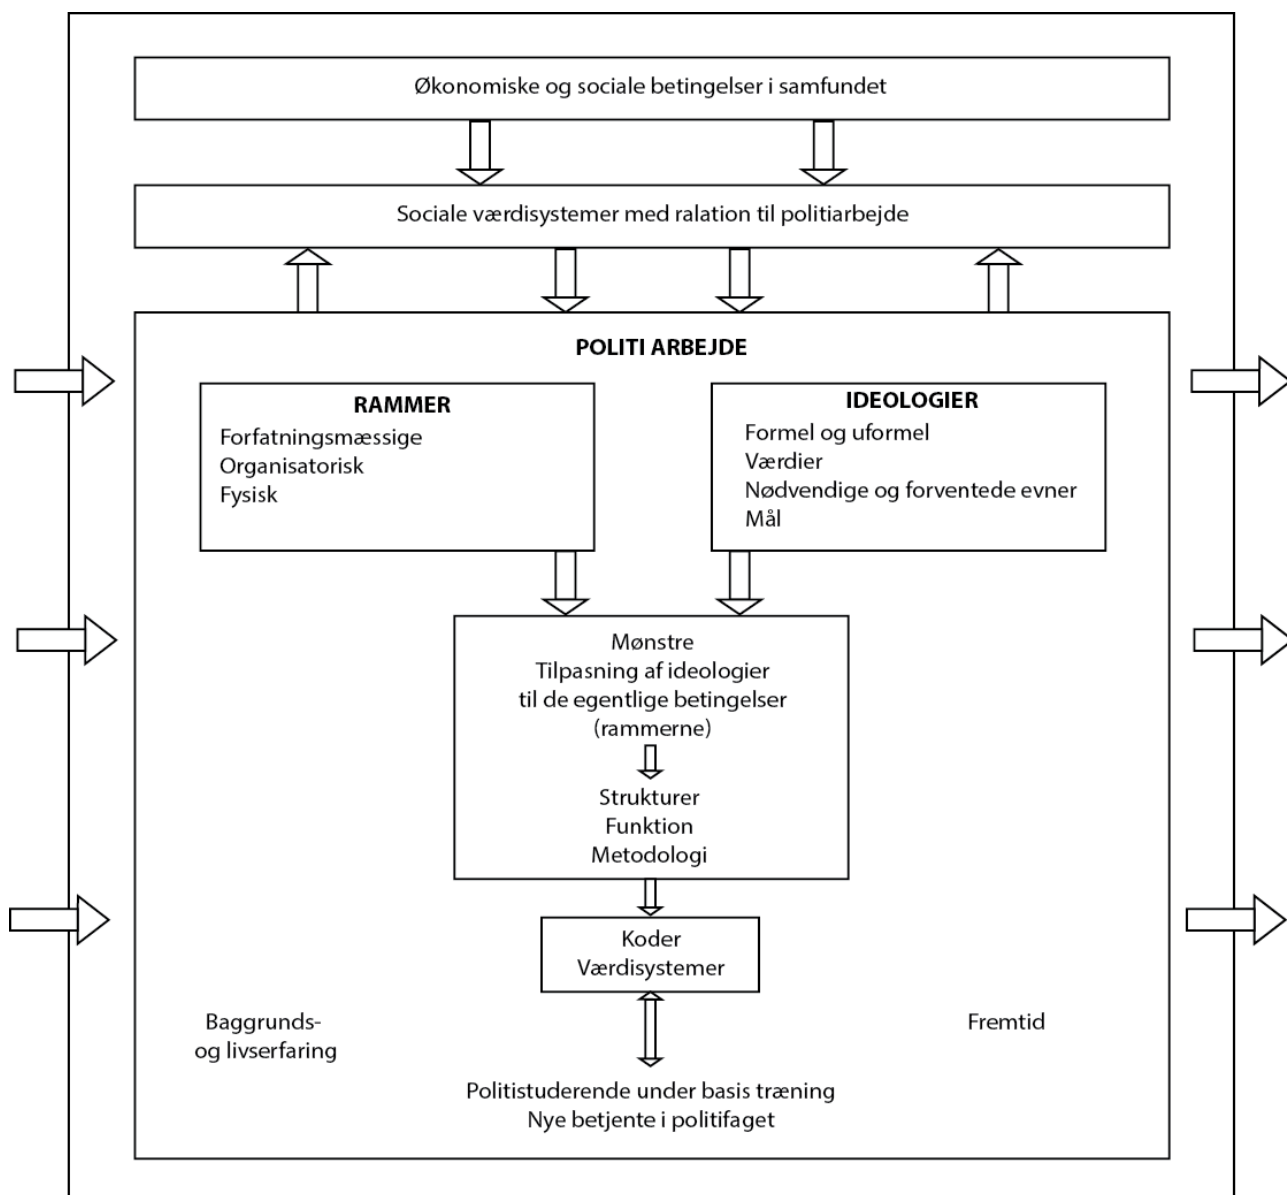 Økonomiske og sociale betingelser i samfundet
Sociale værdisystemer med ralation til politiarbejde
POLITI ARBEJDE
RAMMER
Forfatningsmæssige
Organisatorisk
Fysisk
IDEOLOGIER
Formel og uformel
Værdier
Nødvendige og forventede evner
Mål
Mønstre
Tilpasning af ideologier
til de egentlige betingelser
(rammerne)
Strukturer
Funktion
Metodologi
Koder
Værdisystemer
Baggrunds-
og livserfaring
Fremtid
Politistuderende under basis træning
Nye betjente i politifaget